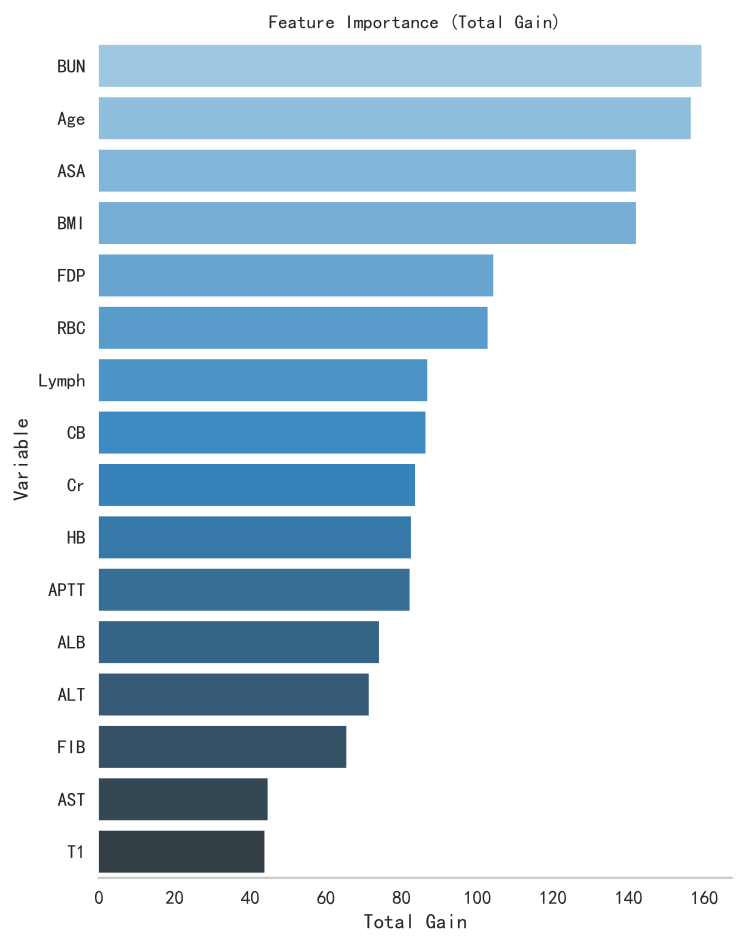 Feature Importance (Total Gain)
BUN
Age
ASA
BMI
FDP
RBC
Lymph
CB
Cr
HB
APTT
ALB
ALT
FIB
AST
T1
Variable
0 20 40 60 80 100 120 140 160
Total Gain